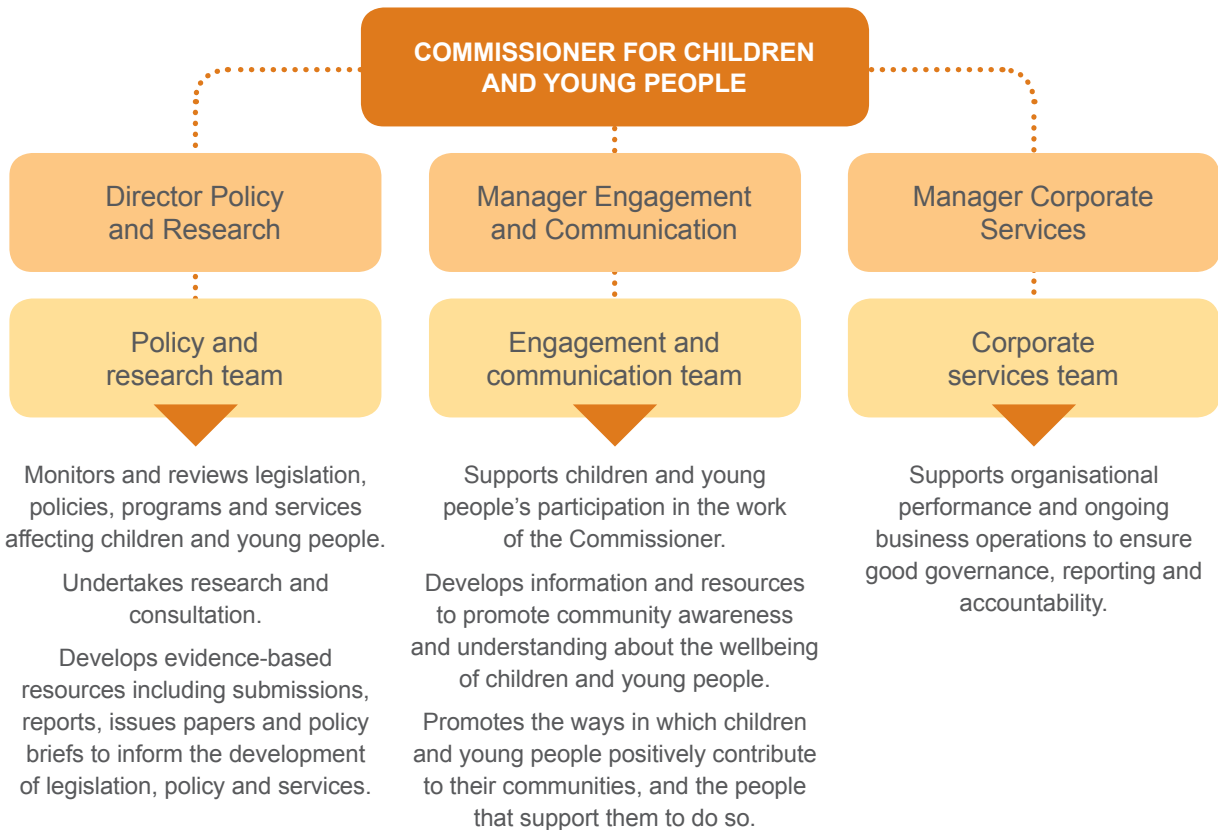 COMMISSIONER FOR CHILDREN
AND YOUNG PEOPLE
Director Policy
and Research
Manager Engagement
and Communication
Manager Corporate
Services
Policy and
research team
Engagement and
communication team
Corporate
services team
Monitors and reviews legislation,
policies, programs and services
affecting children and young people.
Undertakes research and
consultation.
Develops evidence-based
resources including submissions,
reports, issues papers and policy
briefs to inform the development
of legislation, policy and services.
Supports children and young
people’s participation in the work
of the Commissioner.
Develops information and resources
to promote community awareness
and understanding about the wellbeing
of children and young people.
Promotes the ways in which children
and young people positively contribute
to their communities, and the people
that support them to do so.
Supports organisational
performance and ongoing
business operations to ensure
good governance, reporting and
accountability.